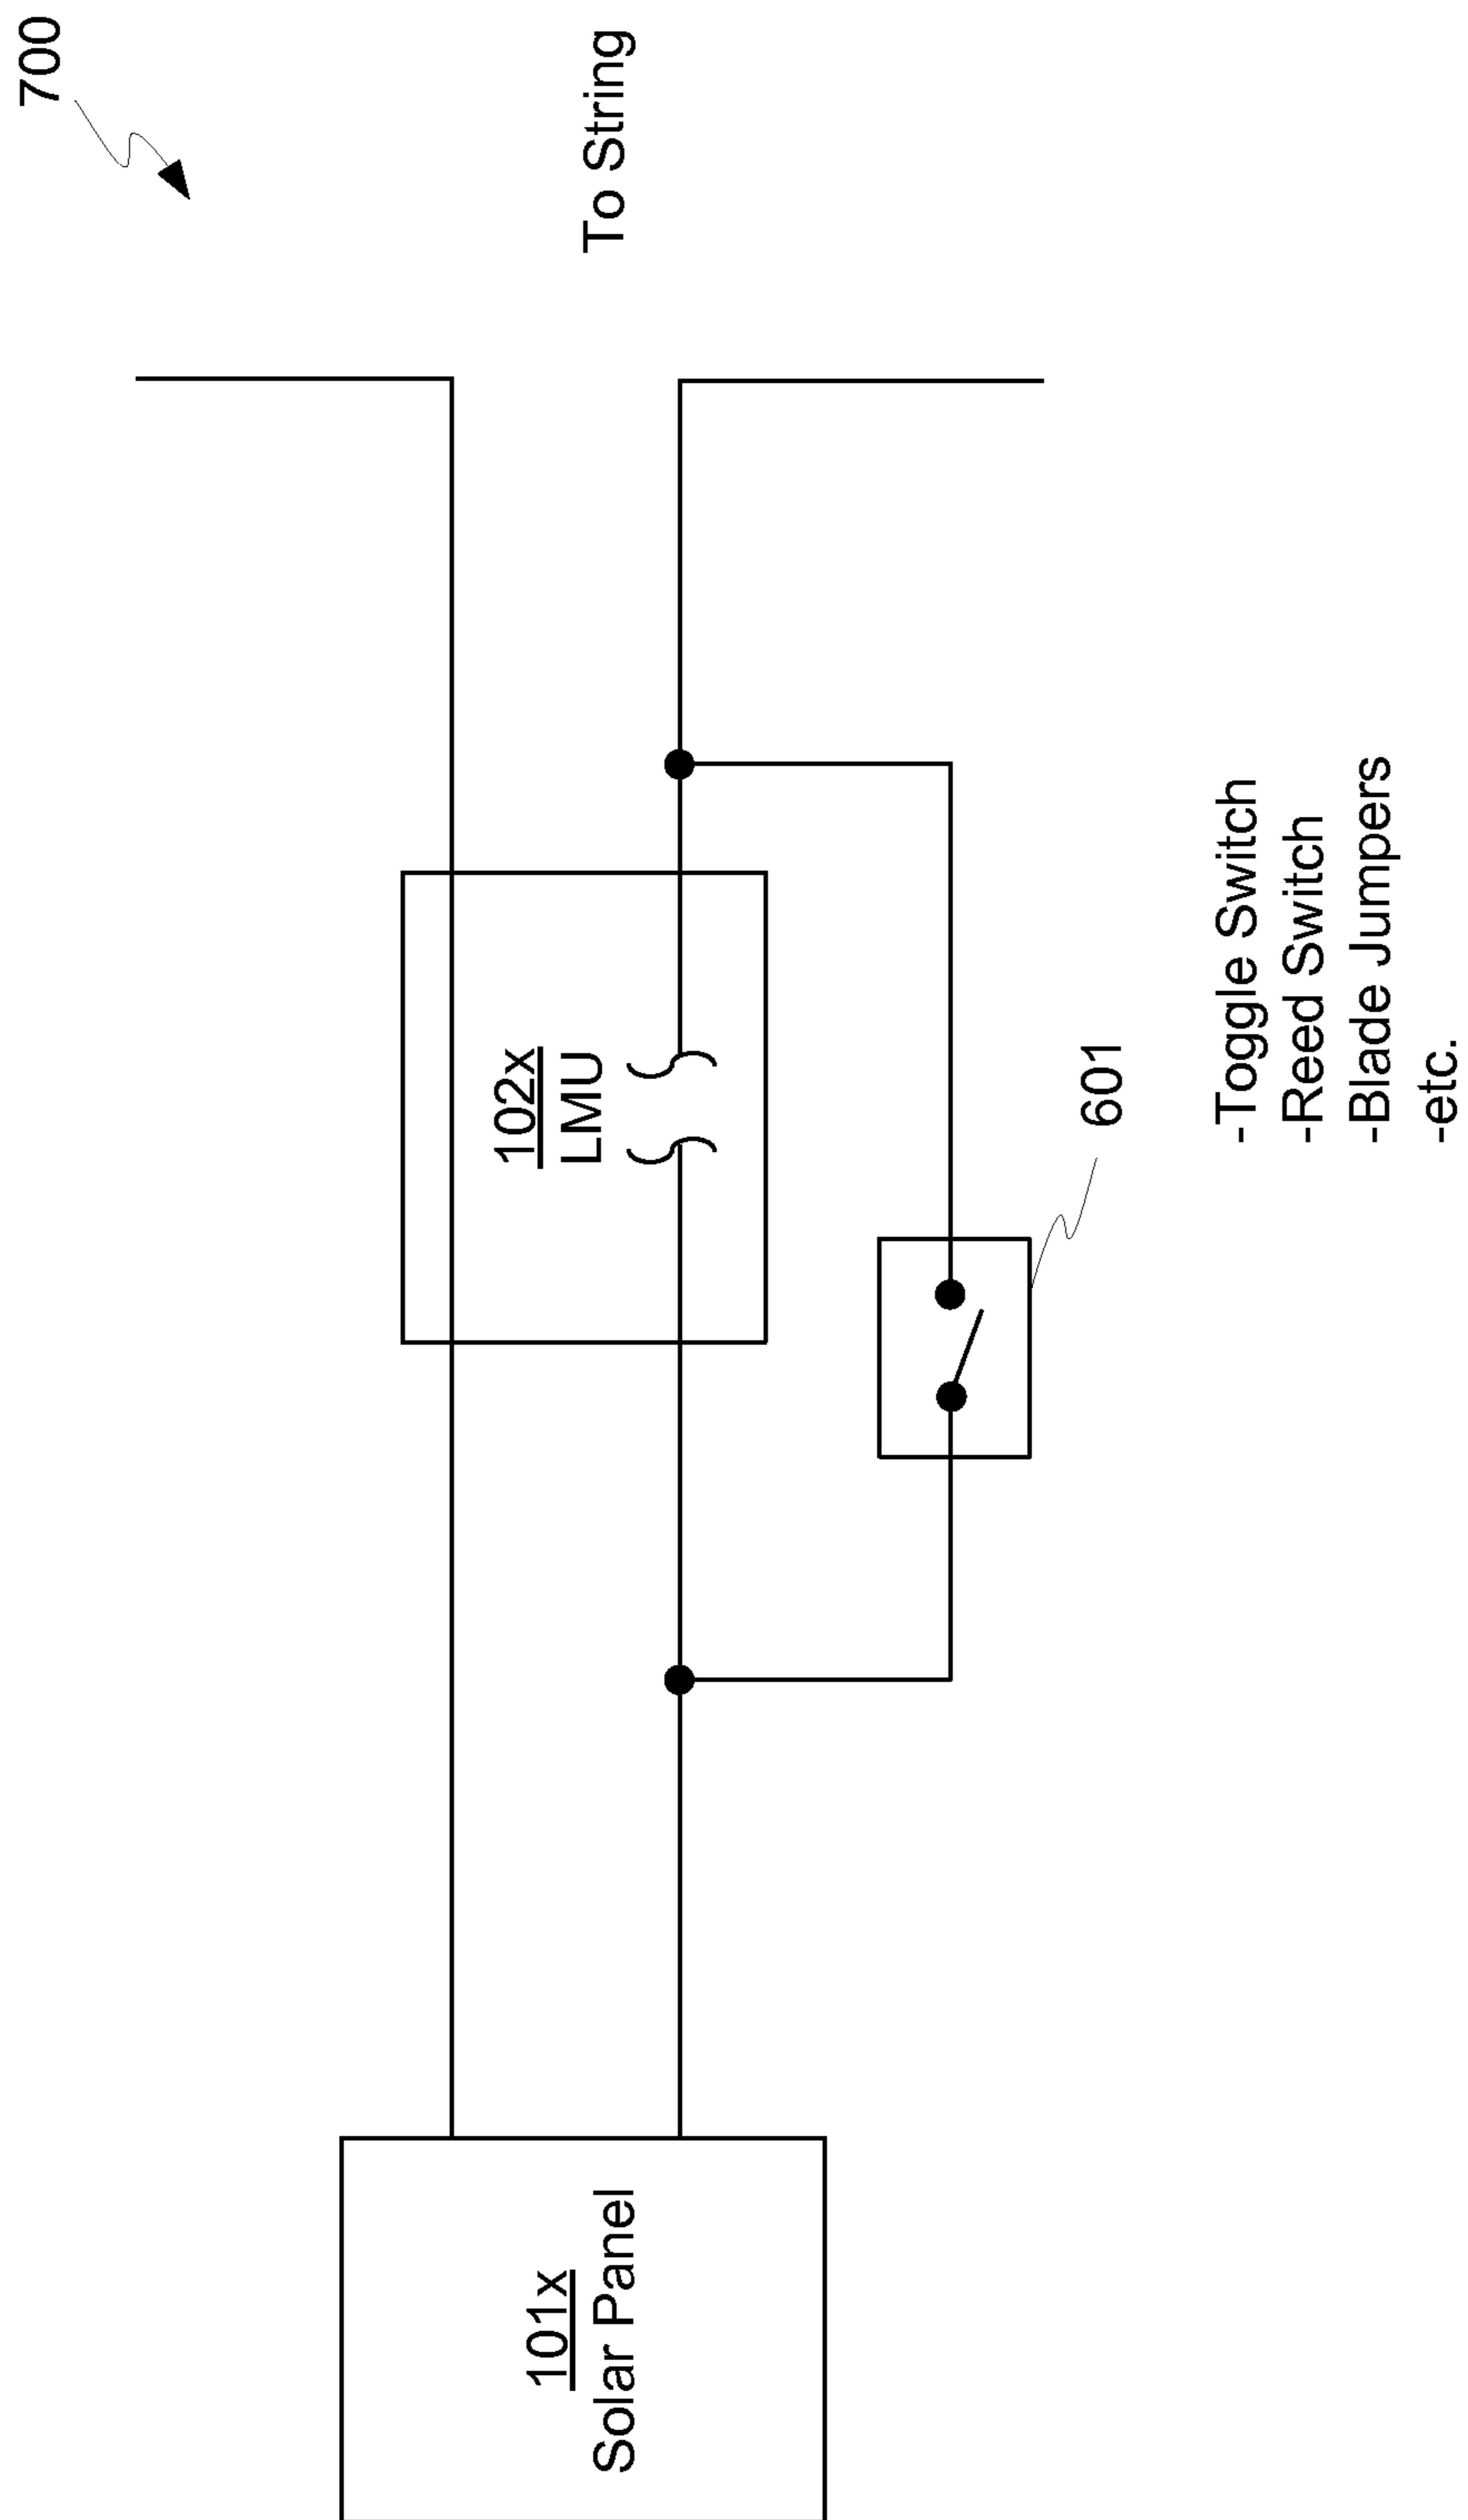 700
To String
102x
LMU
601
-Toggle Switch
-Reed Switch
-Blade Jumpers
-etc.
101x
Solar Panel